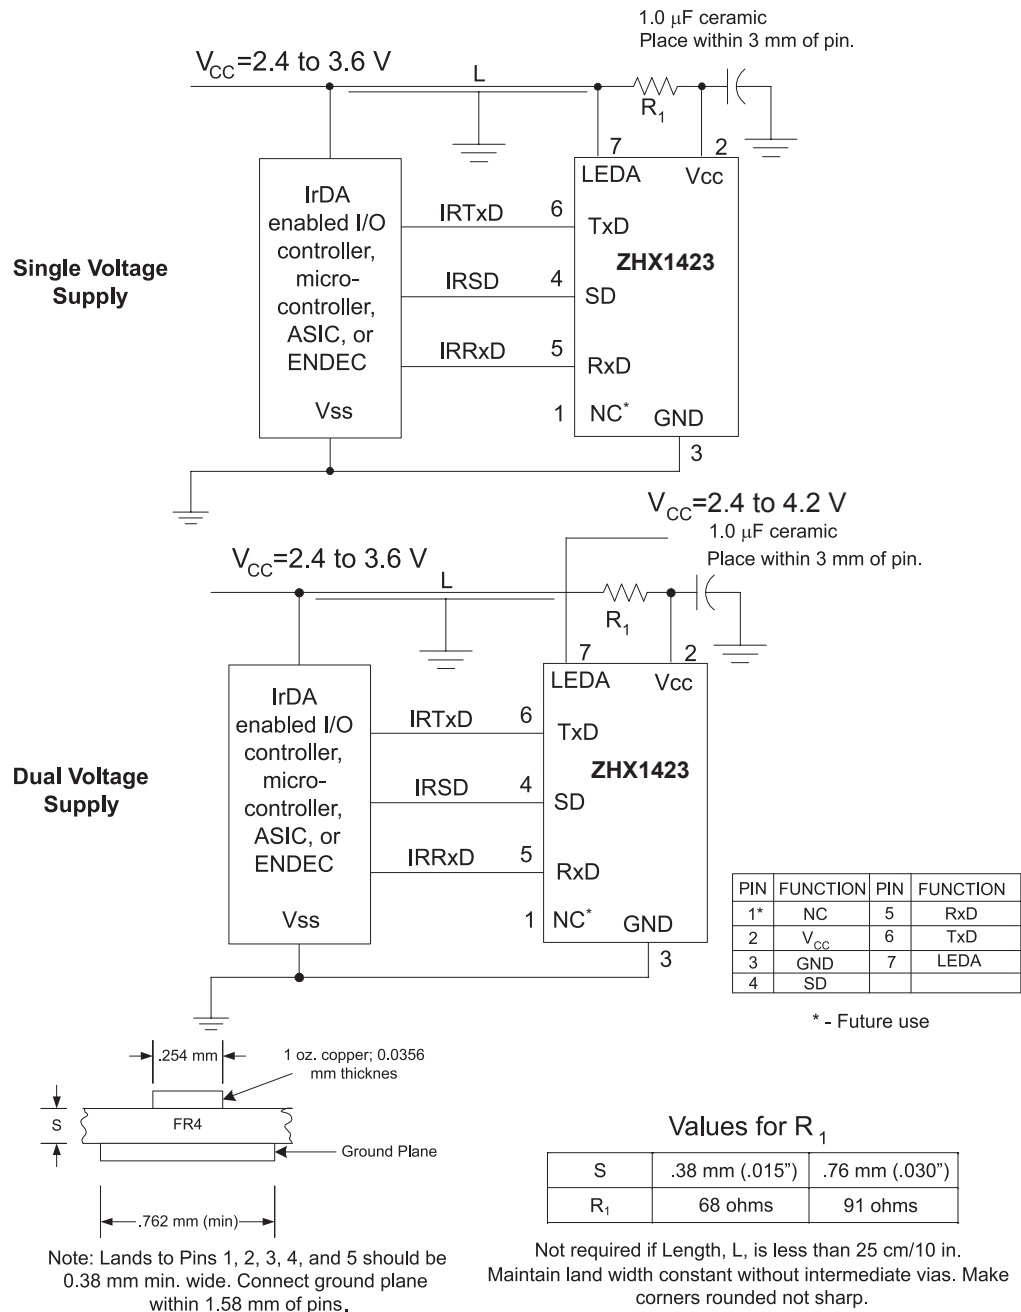 1.0 μF ceramic
Place within 3 mm of pin.
VCC=2.4 to 3.6 V
L
R1
7
2
LEDA
Vcc
IrDA
enabled I/O
controller,
micro-
controller,
ASIC, or
ENDEC
Vss
IRTxD
6
TxD
ZHX1423
IRSD
4
SD
IRRxD
5
RxD
1
NC*
GND
3
Single Voltage
Supply
VCC=2.4 to 4.2 V
1.0 μF ceramic
Place within 3 mm of pin.
VCC=2.4 to 3.6 V
L
R1
7
2
LEDA
Vcc
IrDA
enabled I/O
controller,
micro-
controller,
ASIC, or
ENDEC
Vss
IRTxD
6
TxD
ZHX1423
IRSD
4
SD
IRRxD
5
RxD
1
NC*
GND
3
Dual Voltage
Supply
PIN FUNCTION PIN FUNCTION
1* NC 5 RxD
2 VCC 6 TxD
3 GND 7 LEDA
4 SD
* - Future use
.254 mm
1 oz. copper; 0.0356
mm thicknes
S
FR4
Ground Plane
.762 mm (min)
Note: Lands to Pins 1, 2, 3, 4, and 5 should be
0.38 mm min. wide. Connect ground plane
within 1.58 mm of pins.
Values for R1
S .38 mm (.015”) .76 mm (.030”)
R1 68 ohms 91 ohms
Not required if Length, L, is less than 25 cm/10 in.
Maintain land width constant without intermediate vias. Make
corners rounded not sharp.